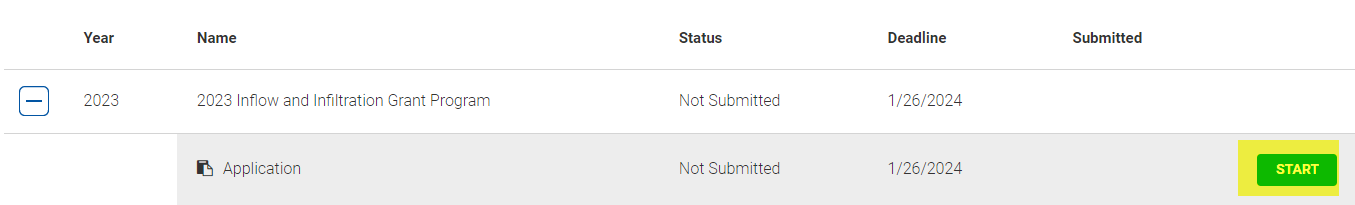 Year Name Status Deadline Submitted
2023 2023 Inflow and Infiltration Grant Program Not Submitted 1/26/2024
Application Not Submitted 1/26/2024 START